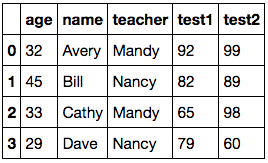 age name teacher test1 test2
0 32 Avery Mandy 92 99
1 45 Bill Nancy 82 89
2 33 Cathy Mandy 65 98
3 29 Dave Nancy 79 60